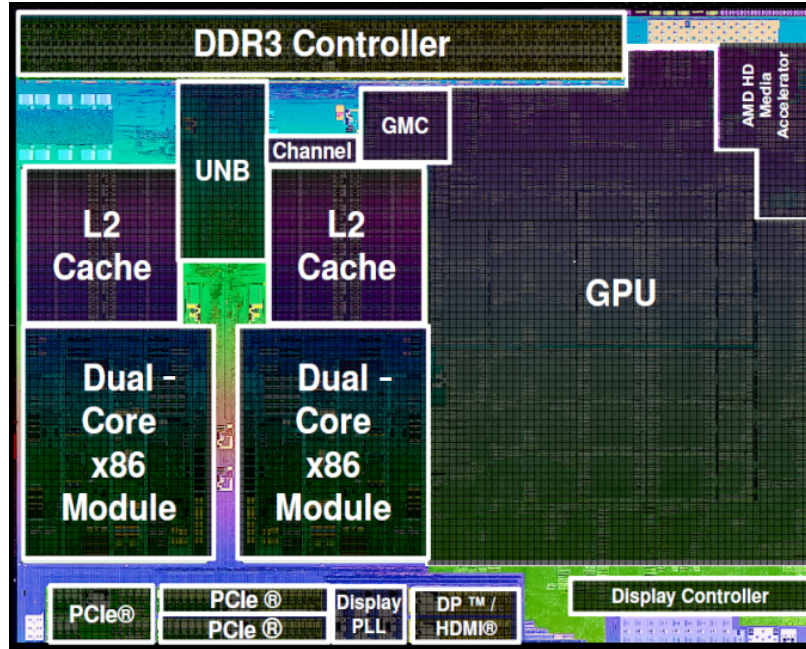 DDR3 Controller
AMD HD
Media
Accelerator
GMC
Channel
UNB
L2
Cache
L2
Cache
GPU
Dual -
Core
x86
Module
Dual -
Core
x86
Module
PCIe®
PCIe ®
PCIe ®
Display
PLL
DP ™ /
HDMI®
Display Controller